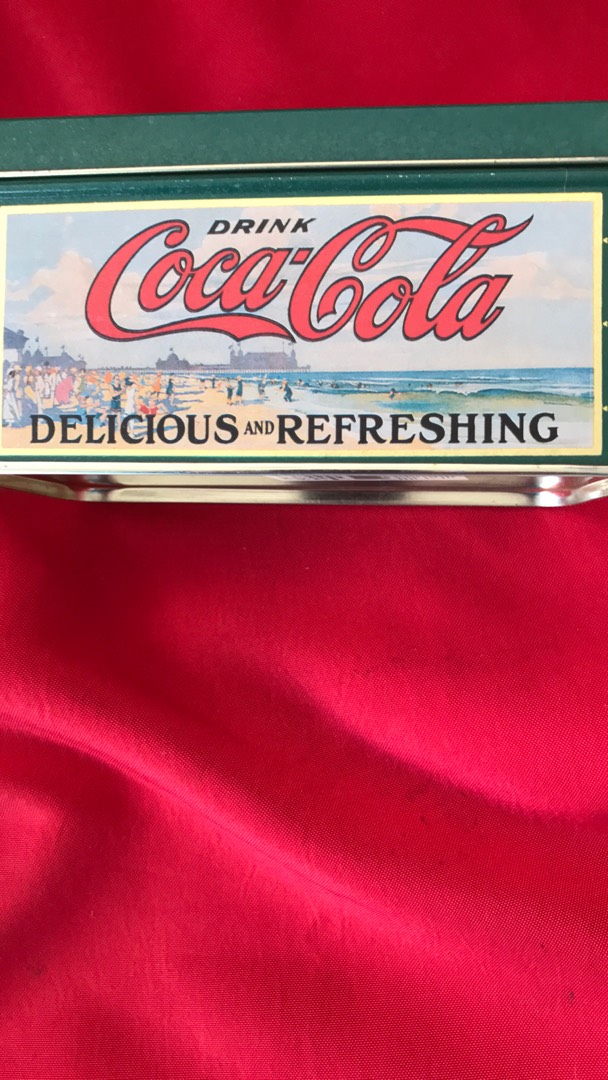 DRINK
Coca-Cola
DELICIOUS AND REFRESHING